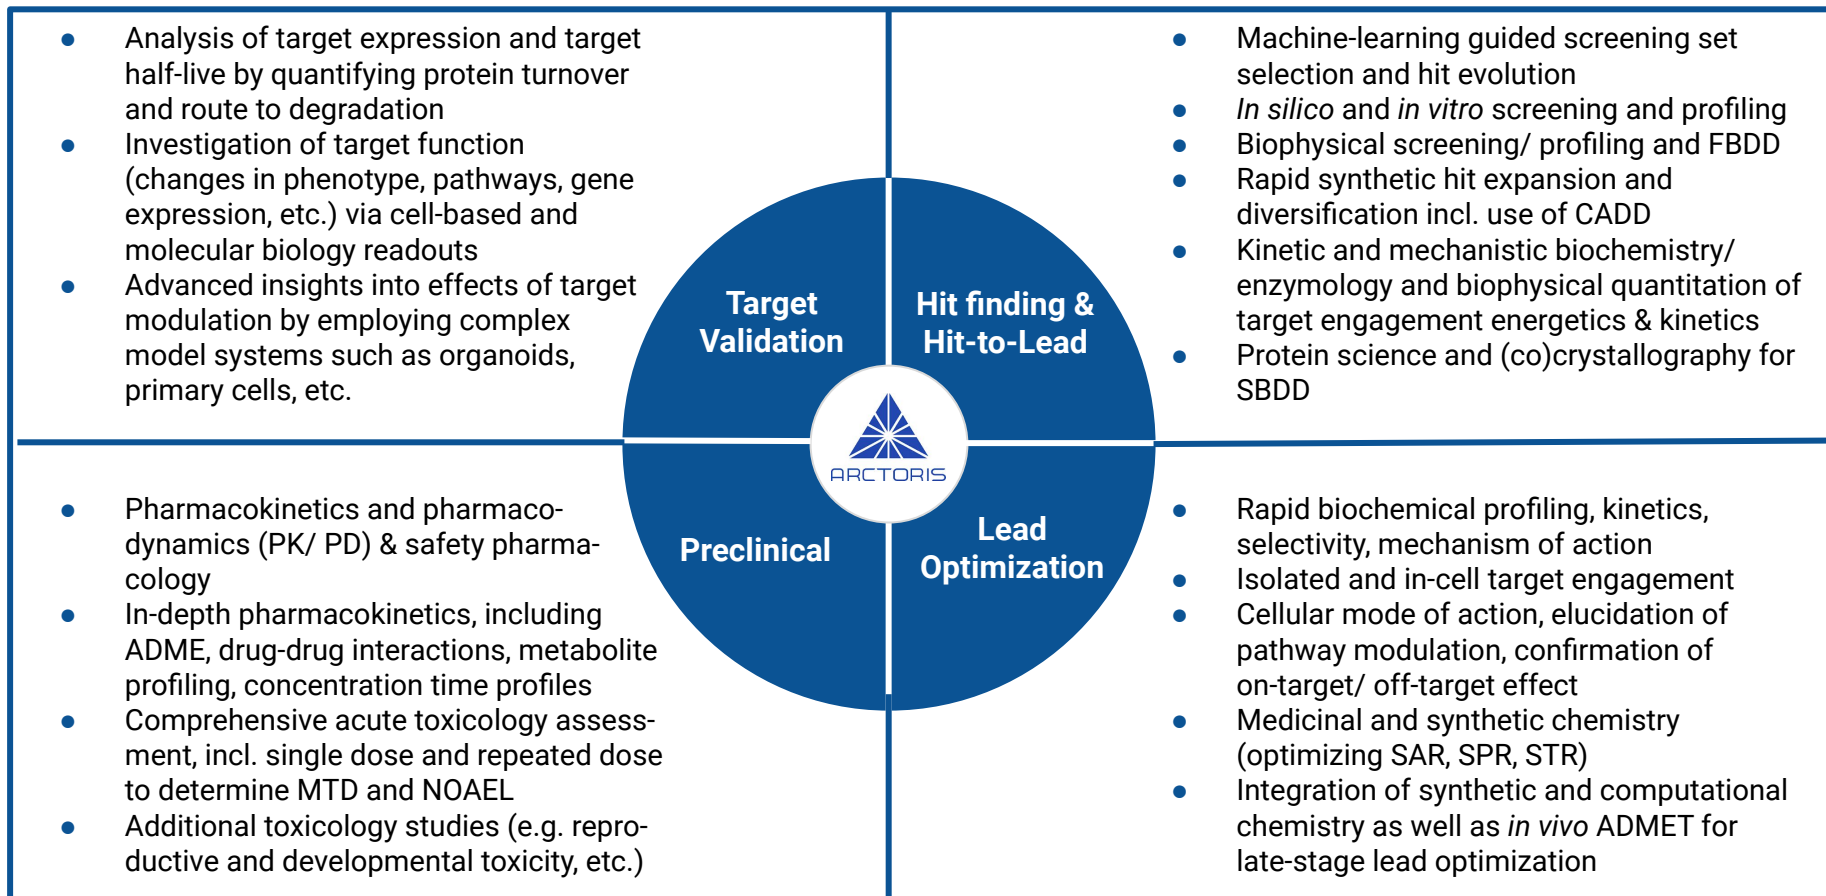 ● Analysis of target expression and target
half-live by quantifying protein turnover
and route to degradation
● Investigation of target function
(changes in phenotype, pathways, gene
expression, etc.) via cell-based and
molecular biology readouts
● Advanced insights into effects of target
modulation by employing complex
model systems such as organoids,
primary cells, etc.
● Machine-learning guided screening set
selection and hit evolution
● In silico and in vitro screening and profiling
● Biophysical screening/ profiling and FBDD
● Rapid synthetic hit expansion and
diversification incl. use of CADD
● Kinetic and mechanistic biochemistry/
enzymology and biophysical quantitation of
target engagement energetics & kinetics
● Protein science and (co)crystallography for
SBDD
Target
Validation
Hit finding &
Hit-to-Lead
ARCTORIS
Preclinical
Lead
Optimization
● Pharmacokinetics and pharmaco-
dynamics (PK/ PD) & safety pharma-
cology
● In-depth pharmacokinetics, including
ADME, drug-drug interactions, metabolite
profiling, concentration time profiles
● Comprehensive acute toxicology assess-
ment, incl. single dose and repeated dose
to determine MTD and NOAEL
● Additional toxicology studies (e.g. repro-
ductive and developmental toxicity, etc.)
● Rapid biochemical profiling, kinetics,
selectivity, mechanism of action
● Isolated and in-cell target engagement
● Cellular mode of action, elucidation of
pathway modulation, confirmation of
on-target/ off-target effect
● Medicinal and synthetic chemistry
(optimizing SAR, SPR, STR)
● Integration of synthetic and computational
chemistry as well as in vivo ADMET for
late-stage lead optimization